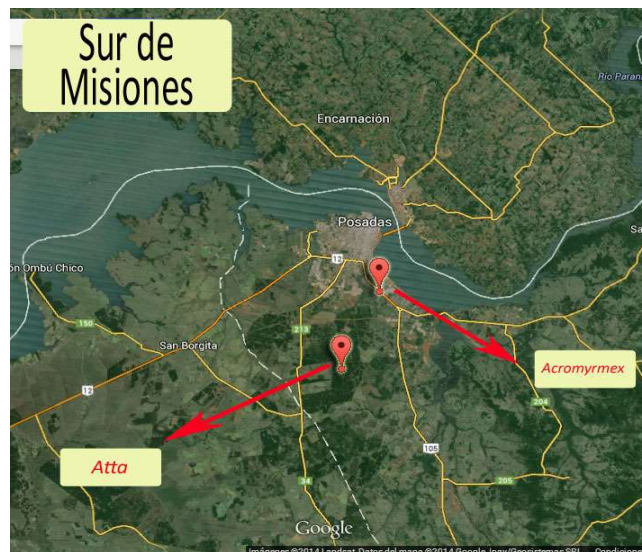 Sur de
Misiones
Río Paraná
Encarnación
Posadas
12
Ombú Chico
150
213
San Borgita
Acromyrmex
12
204
105
Atta
34
205
Google
Imágenes ©2014 Landsat, Datos del mapa ©2014 Google, Inav/Geosistemas SRL